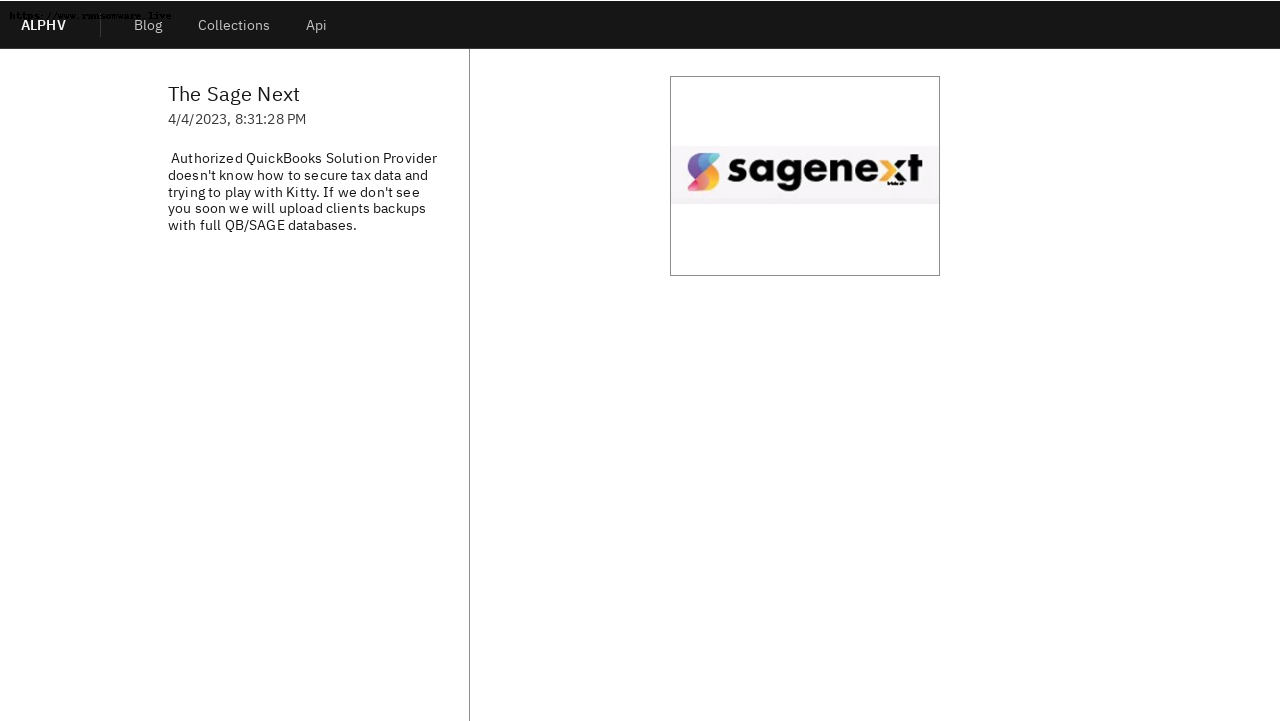 https://www.ransomware.live
ALPHV Blog Collections Api
The Sage Next
4/4/2023, 8:31:28 PM
Authorized QuickBooks Solution Provider
doesn't know how to secure tax data and
trying to play with Kitty. If we don't see
you soon we will upload clients backups
with full QB/SAGE databases.
sagenext